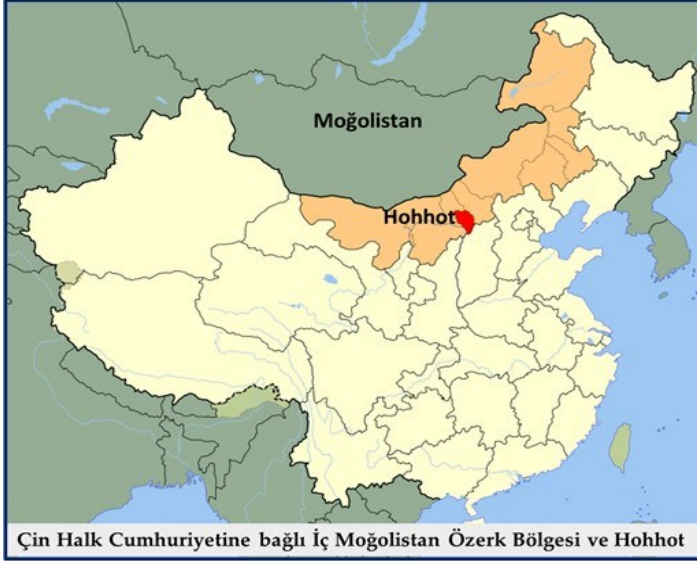 Moğolistan
Hohhot
Çin Halk Cumhuriyetine bağlı İç Moğolistan Özerk Bölgesi ve Hohhot